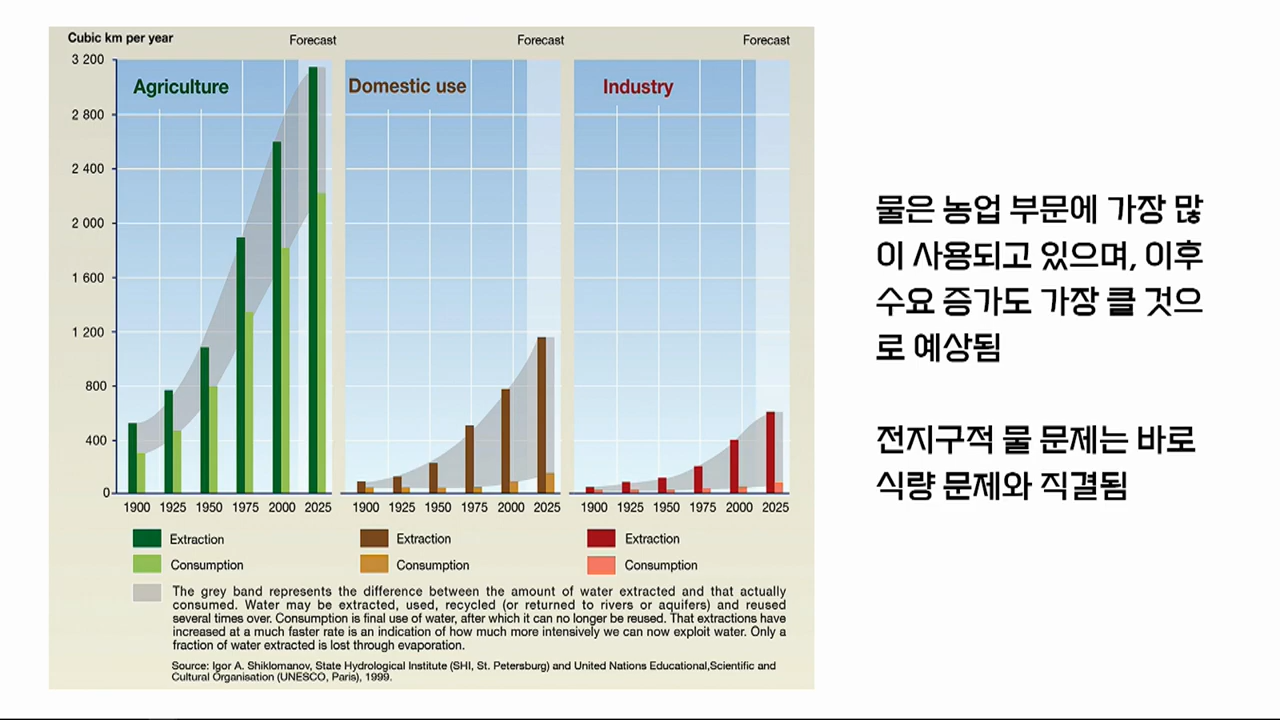 Cubic km per year
Forecast
Forecast
Forecast
3 200
2 800
2 400
2 000
1 600
1 200
800
400
0
Agriculture
Domestic use
Industry
1900 1925 1950 1975 2000 2025
1900 1925 1950 1975 2000 2025
1900 1925 1950 1975 2000 2025
Extraction
Consumption
Extraction
Consumption
Extraction
Consumption
The grey band represents the difference between the amount of water extracted and that actually
consumed. Water may be extracted, used, recycled (or returned to rivers or aquifers) and reused
several times over. Consumption is final use of water, after which it can no longer be reused. That extractions have
increased at a much faster rate is an indication of how much more intensively we can now exploit water. Only a
fraction of water extracted is lost through evaporation.
Source: Igor A. Shiklomanov, State Hydrological Institute (SHI, St. Petersburg) and United Nations Educational,Scientific and
Cultural Organisation (UNESCO, Paris), 1999.
물은 농업 부문에 가장 많
이 사용되고 있으며, 이후
수요 증가도 가장 클 것으
로 예상됨
전지구적 물 문제는 바로
식량 문제와 직결됨